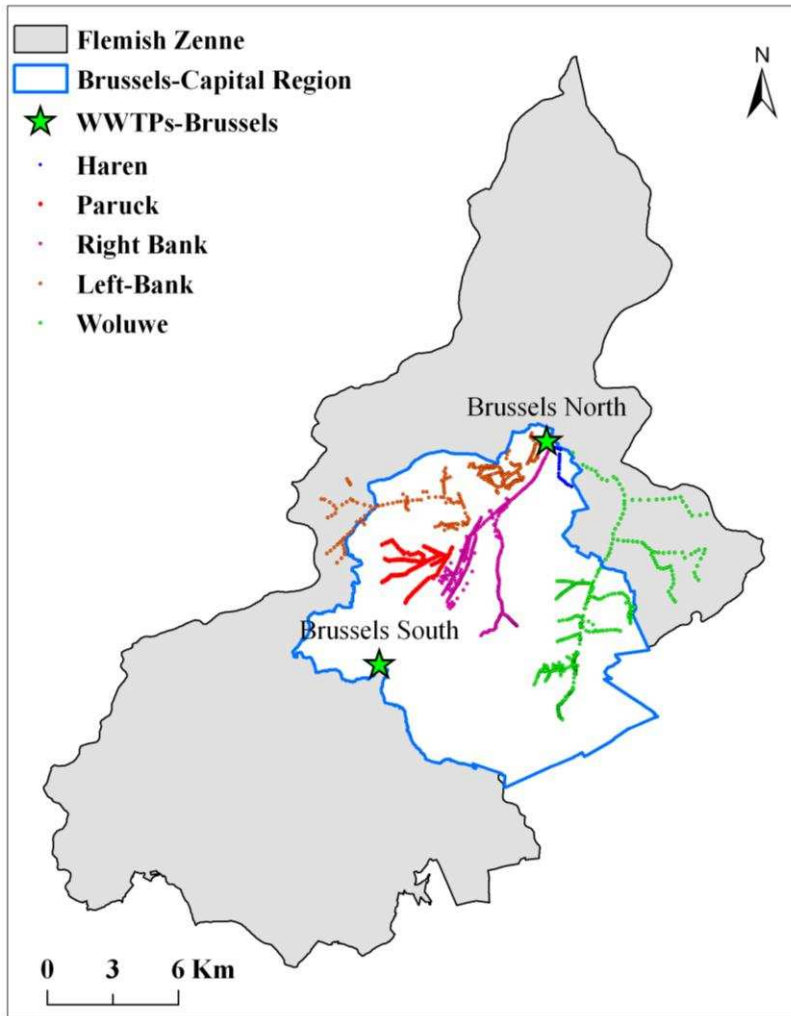 Flemish Zenne
Brussels-Capital Region
WWTPs-Brussels
Haren
Paruck
Right Bank
Left-Bank
Woluwe
N
Brussels North
Brussels South
0 3 6 Km